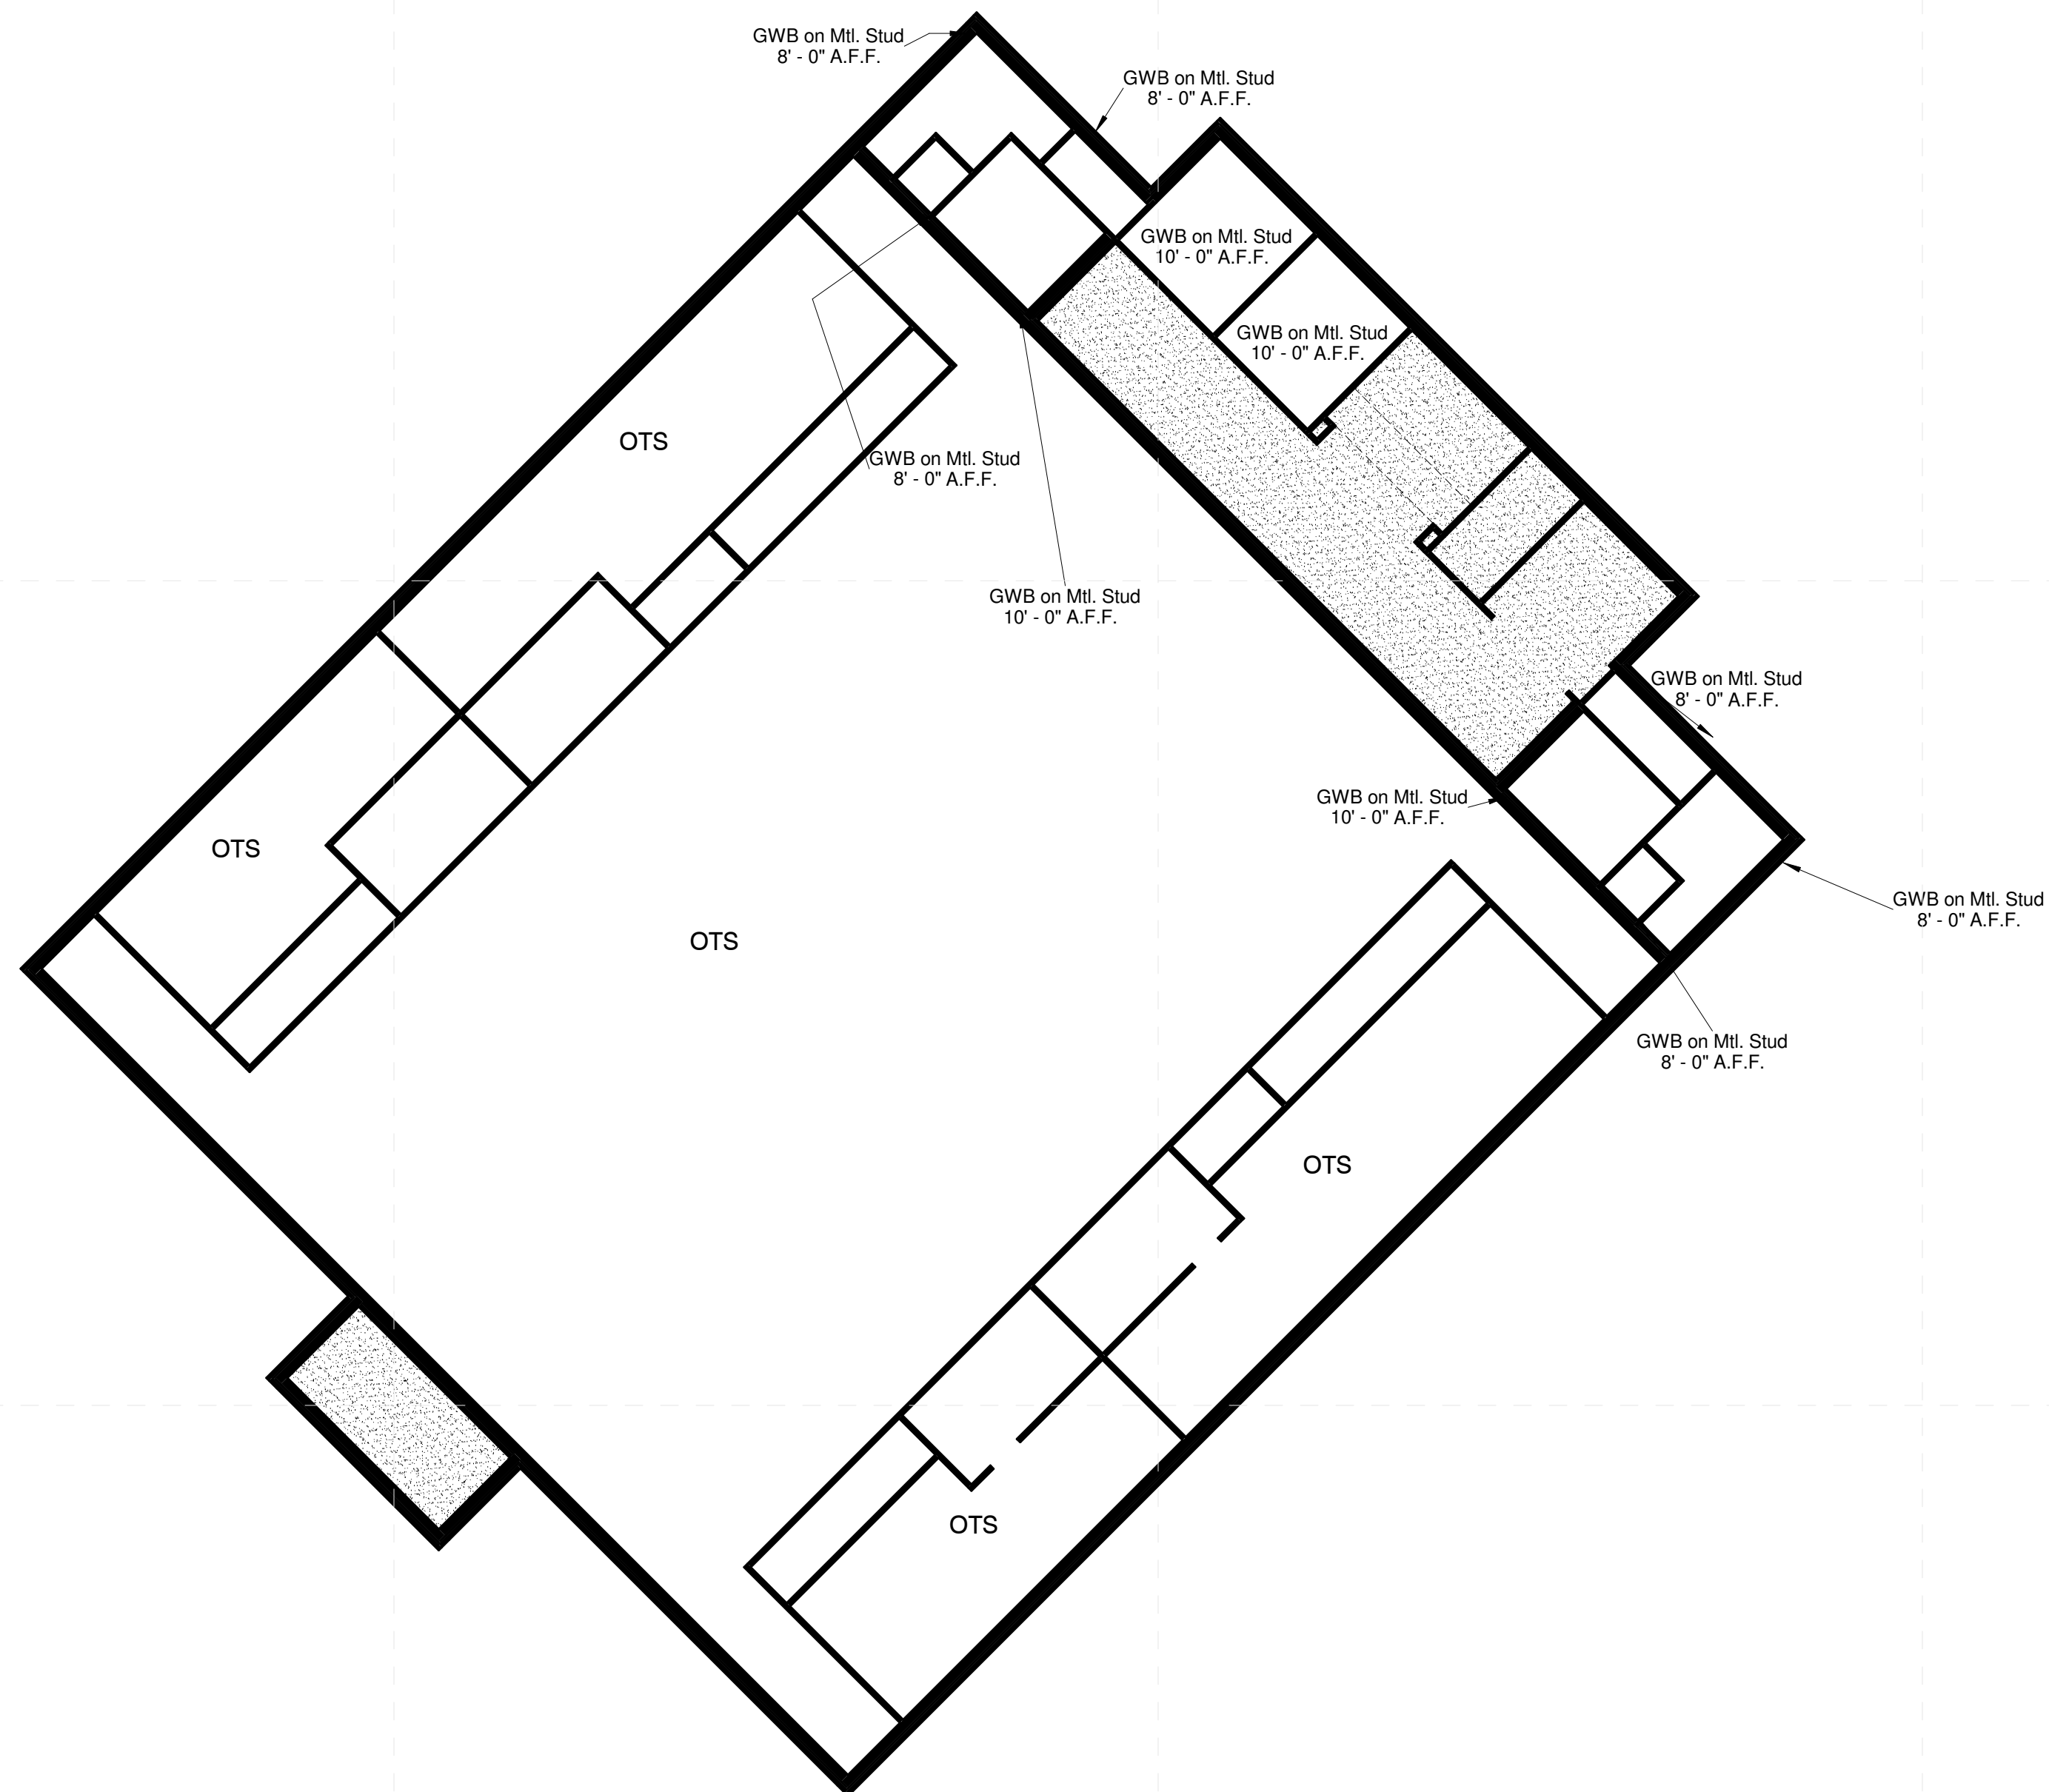 GWB on Mtl. Stud
8' - 0" A.F.F.
GWB on Mtl. Stud
8' - 0" A.F.F.
GWB on Mtl. Stud
10' - 0" A.F.F.
GWB on Mtl. Stud
10' - 0" A.F.F.
OTS
GWB on Mtl. Stud
8' - 0" A.F.F.
GWB on Mtl. Stud
10' - 0" A.F.F.
GWB on Mtl. Stud
8' - 0" A.F.F.
GWB on Mtl. Stud
10' - 0" A.F.F.
OTS
GWB on Mtl. Stud
8' - 0" A.F.F.
OTS
GWB on Mtl. Stud
8' - 0" A.F.F.
OTS
OTS